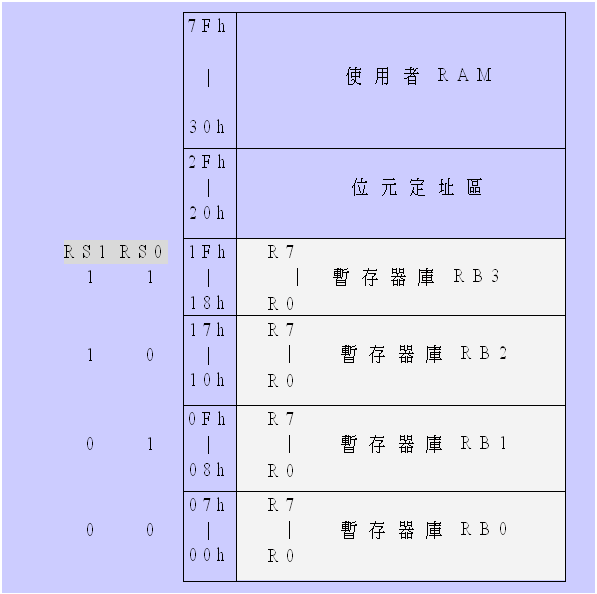 7Fh
| 使用者 RAM
30h
2Fh
| 位元定址區
20h
RS1 RS0 1Fh R7
1 1 | | 暫存器庫 RB3
18h R0
17h R7
1 0 | | 暫存器庫 RB2
10h R0
0Fh R7
0 1 | | 暫存器庫 RB1
08h R0
07h R7
0 0 | | 暫存器庫 RB0
00h R0